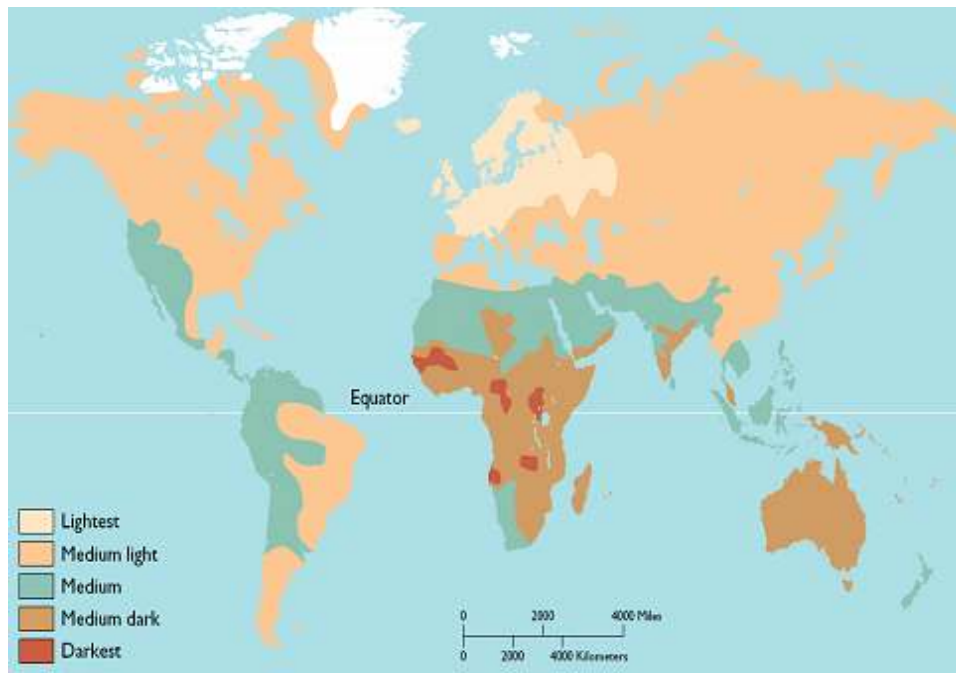 Equator
Lightest
Medium light
Medium
Medium dark
Darkest
0 2000 4000 Miles
0 2000 4000 Kilometers